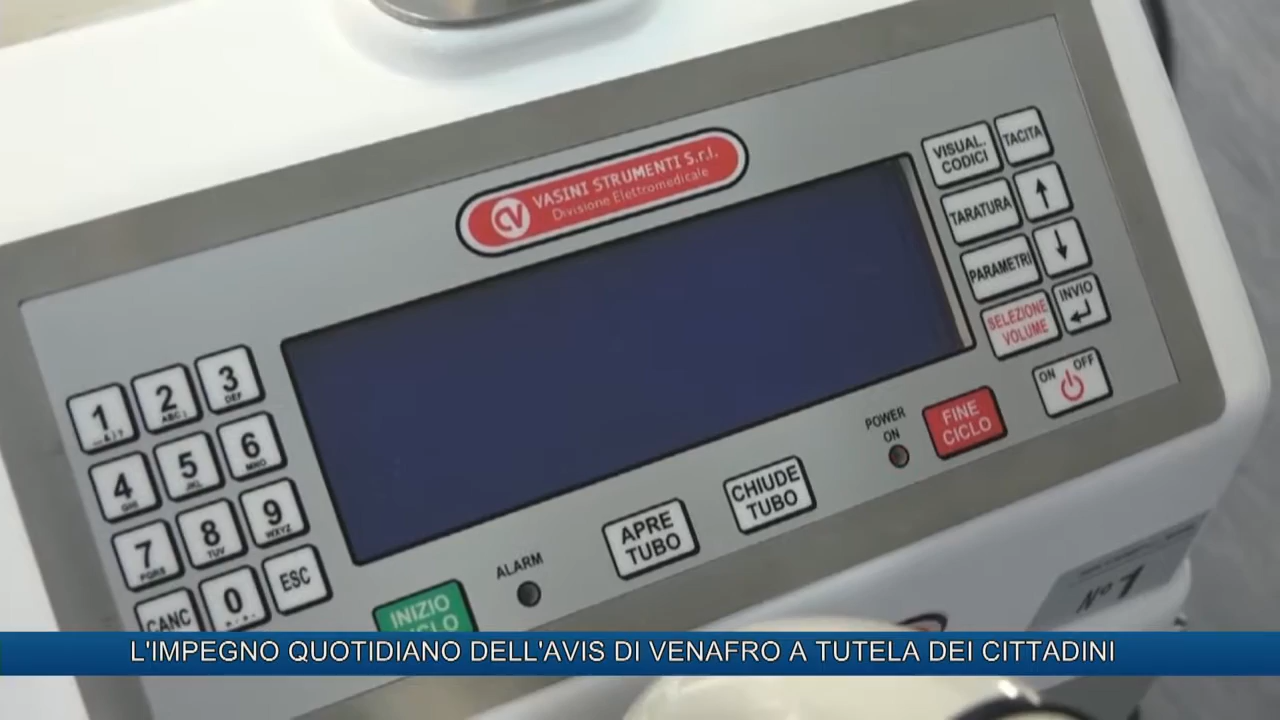 VASINI STRUMENTI S.r.l.
Divisione Elettromedicale
VISUAL.
CODICI
TACITA
TARATURA
PARAMETRI
SELEZIONE
VOLUME
INVIO
ON OFF
1
2
ABC
3
DEF
4
GHI
5
JKL
6
MNO
7
PQRS
8
TUV
9
WXYZ
CANC
0
ESC
INIZIO
CICLO
ALARM
APRE
TUBO
CHIUDE
TUBO
POWER
ON
FINE
CICLO
N° 1
L'IMPEGNO QUOTIDIANO DELL'AVIS DI VENAFRO A TUTELA DEI CITTADINI